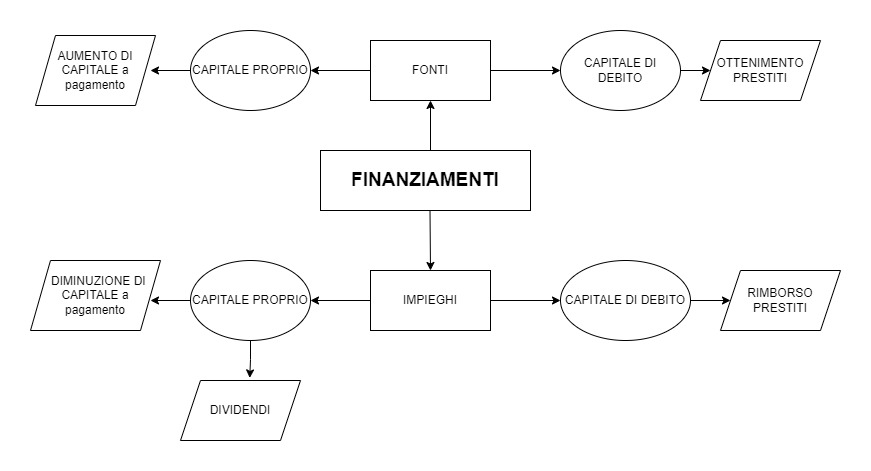 AUMENTO DI
CAPITALE a
pagamento
CAPITALE PROPRIO
FONTI
CAPITALE DI
DEBITO
OTTENIMENTO
PRESTITI
FINANZIAMENTI
DIMINUZIONE DI
CAPITALE a
pagamento
CAPITALE PROPRIO
IMPIEGHI
CAPITALE DI DEBITO
RIMBORSO
PRESTITI
DIVIDENDI